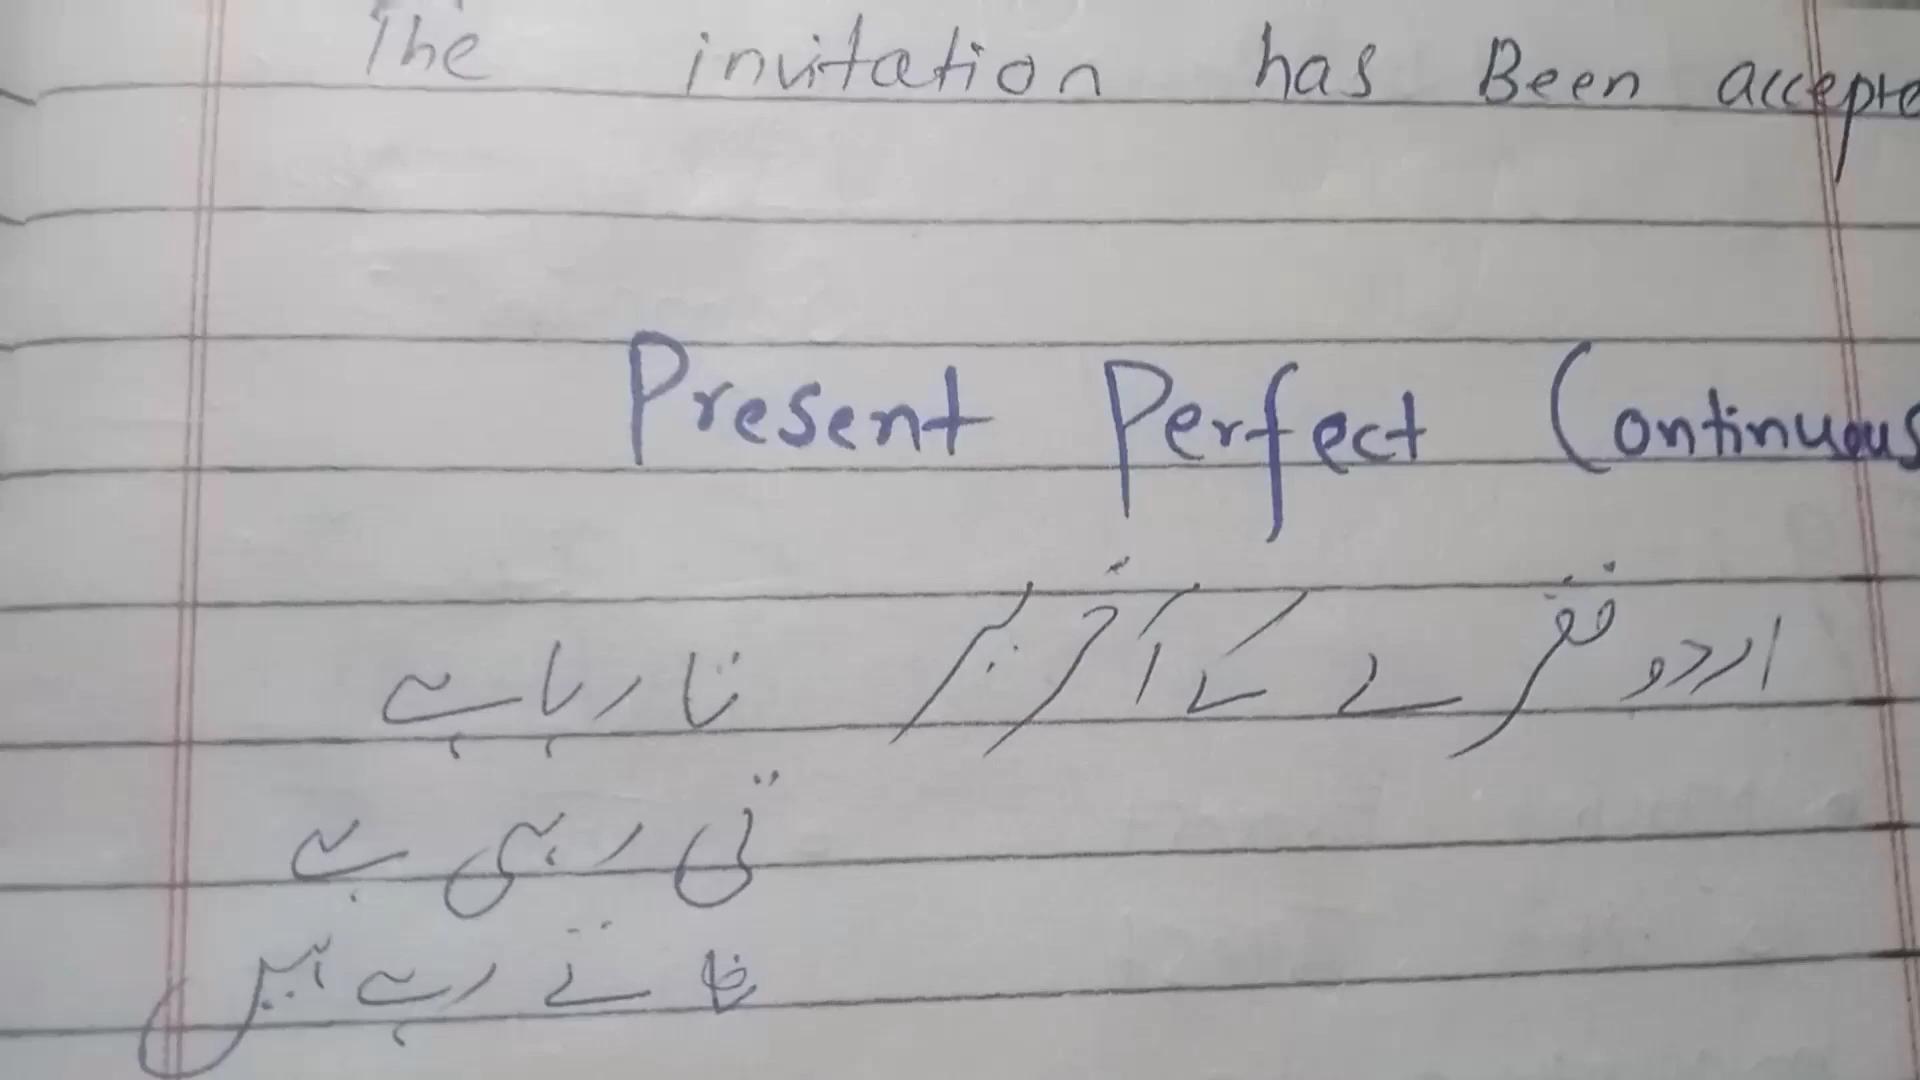 The invitation has Been accepte
Present Perfect Continuous
اردو فقرے کے آخر میں تا رہا ہے
تی رہی ہے
تے رہے ہیں